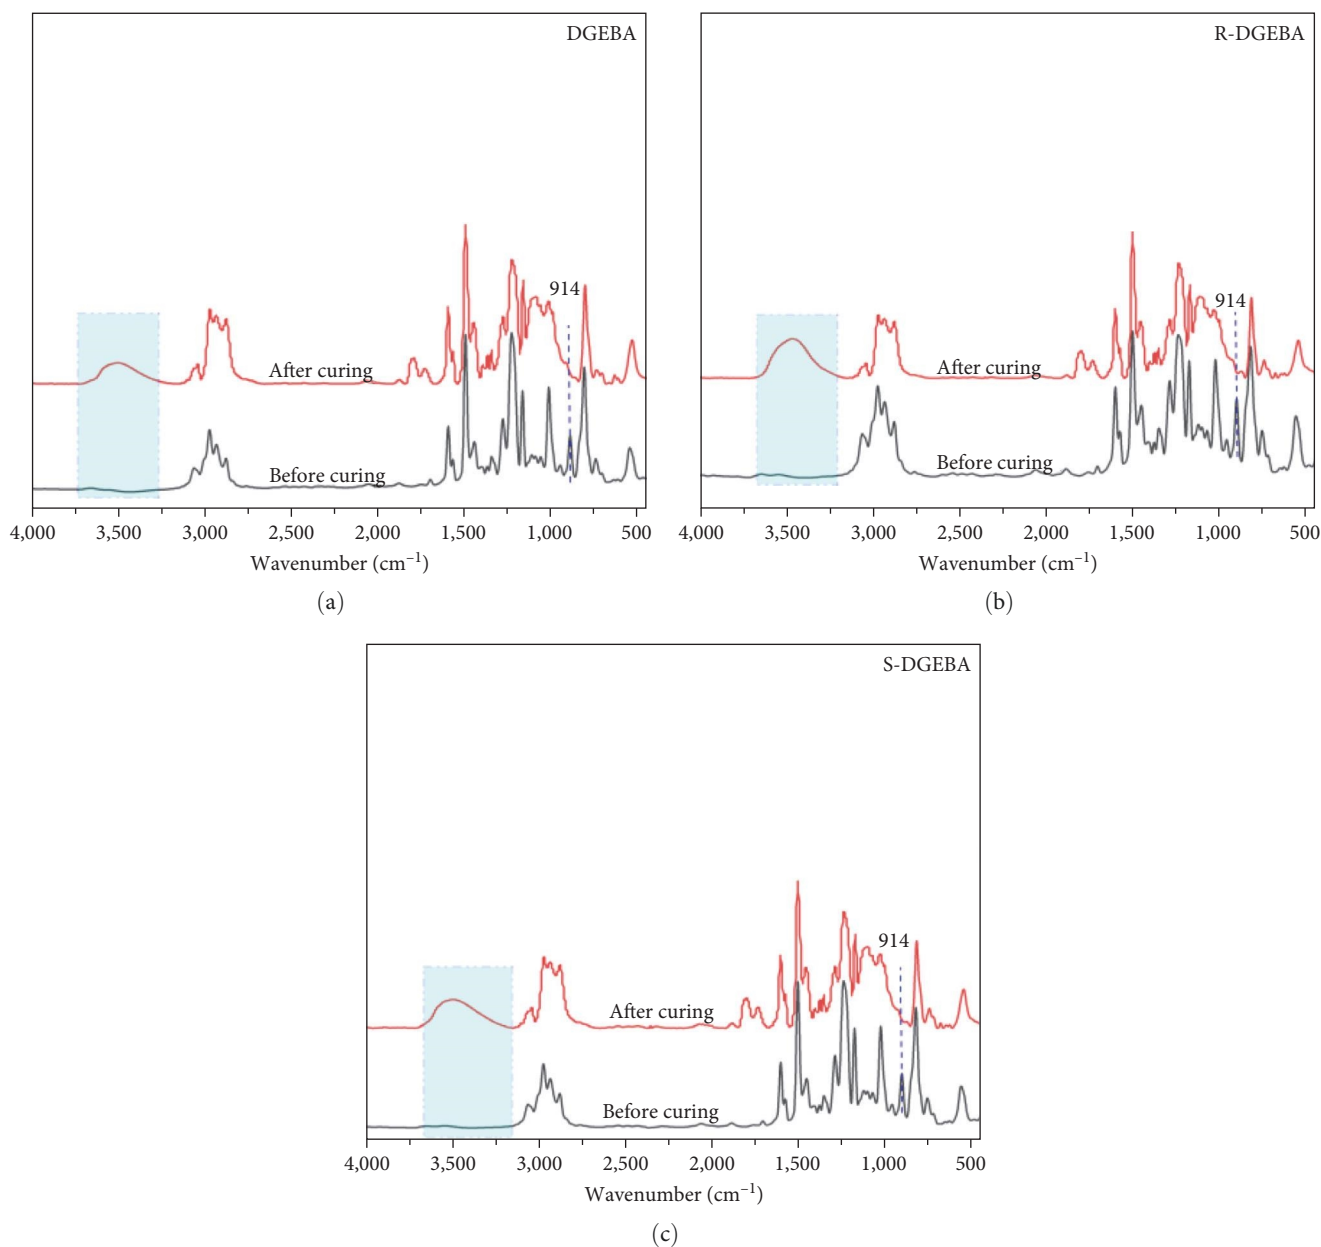 DGEBA
914
After curing
Before curing
4,000 3,500 3,000 2,500 2,000 1,500 1,000 500
Wavenumber (cm⁻¹)
(a)
R-DGEBA
914
After curing
Before curing
4,000 3,500 3,000 2,500 2,000 1,500 1,000 500
Wavenumber (cm⁻¹)
(b)
S-DGEBA
914
After curing
Before curing
4,000 3,500 3,000 2,500 2,000 1,500 1,000 500
Wavenumber (cm⁻¹)
(c)